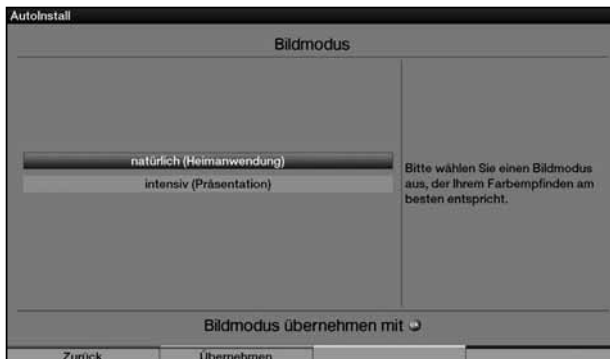 AutoInstall
Bildmodus
natürlich (Heimanwendung)
intensiv (Präsentation)
Bitte wählen Sie einen Bildmodus
aus, der Ihrem Farbempfinden am
besten entspricht.
Bildmodus übernehmen mit
Zurück
Übernehmen